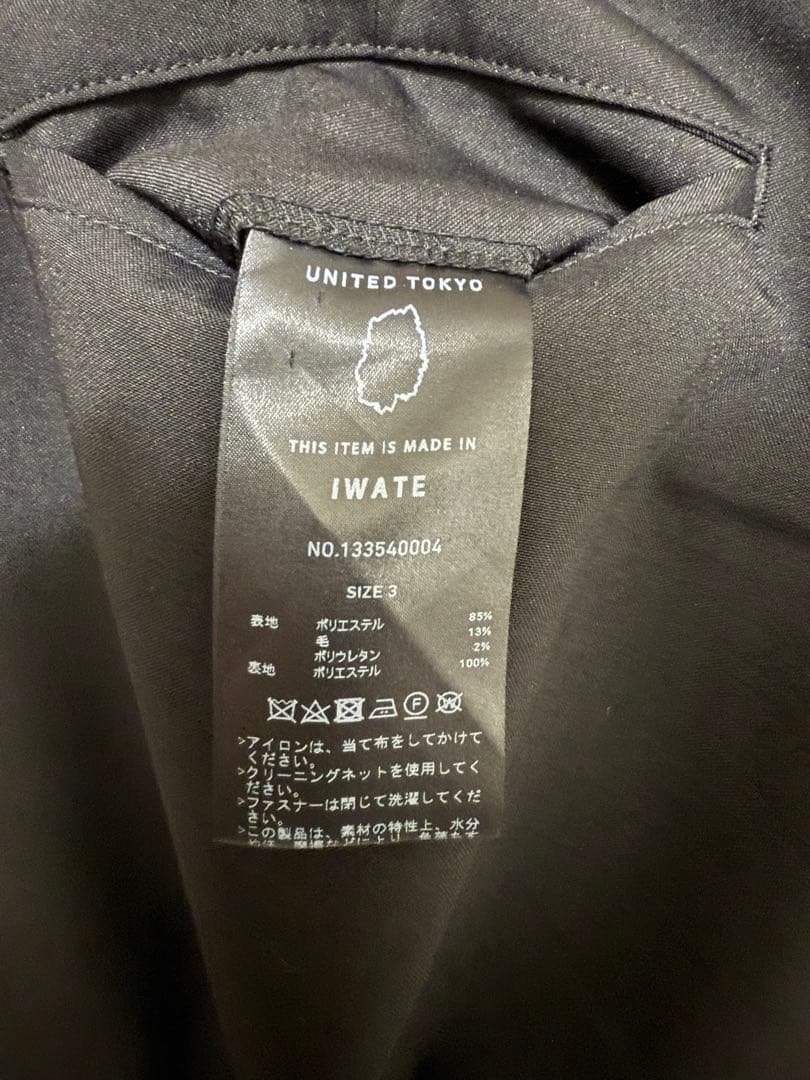 UNITED TOKYO
THIS ITEM IS MADE IN
IWATE
NO.133540004
SIZE 3
表地 ポリエステル 85%
毛 13%
ポリウレタン 2%
裏地 ポリエステル 100%
F W
>アイロンは、当て布をしてかけて
ください。
>クリーニングネットを使用してく
ださい。
>ファスナーは閉じて洗濯してくだ
さい。
>この製品は、素材の特性上、水分